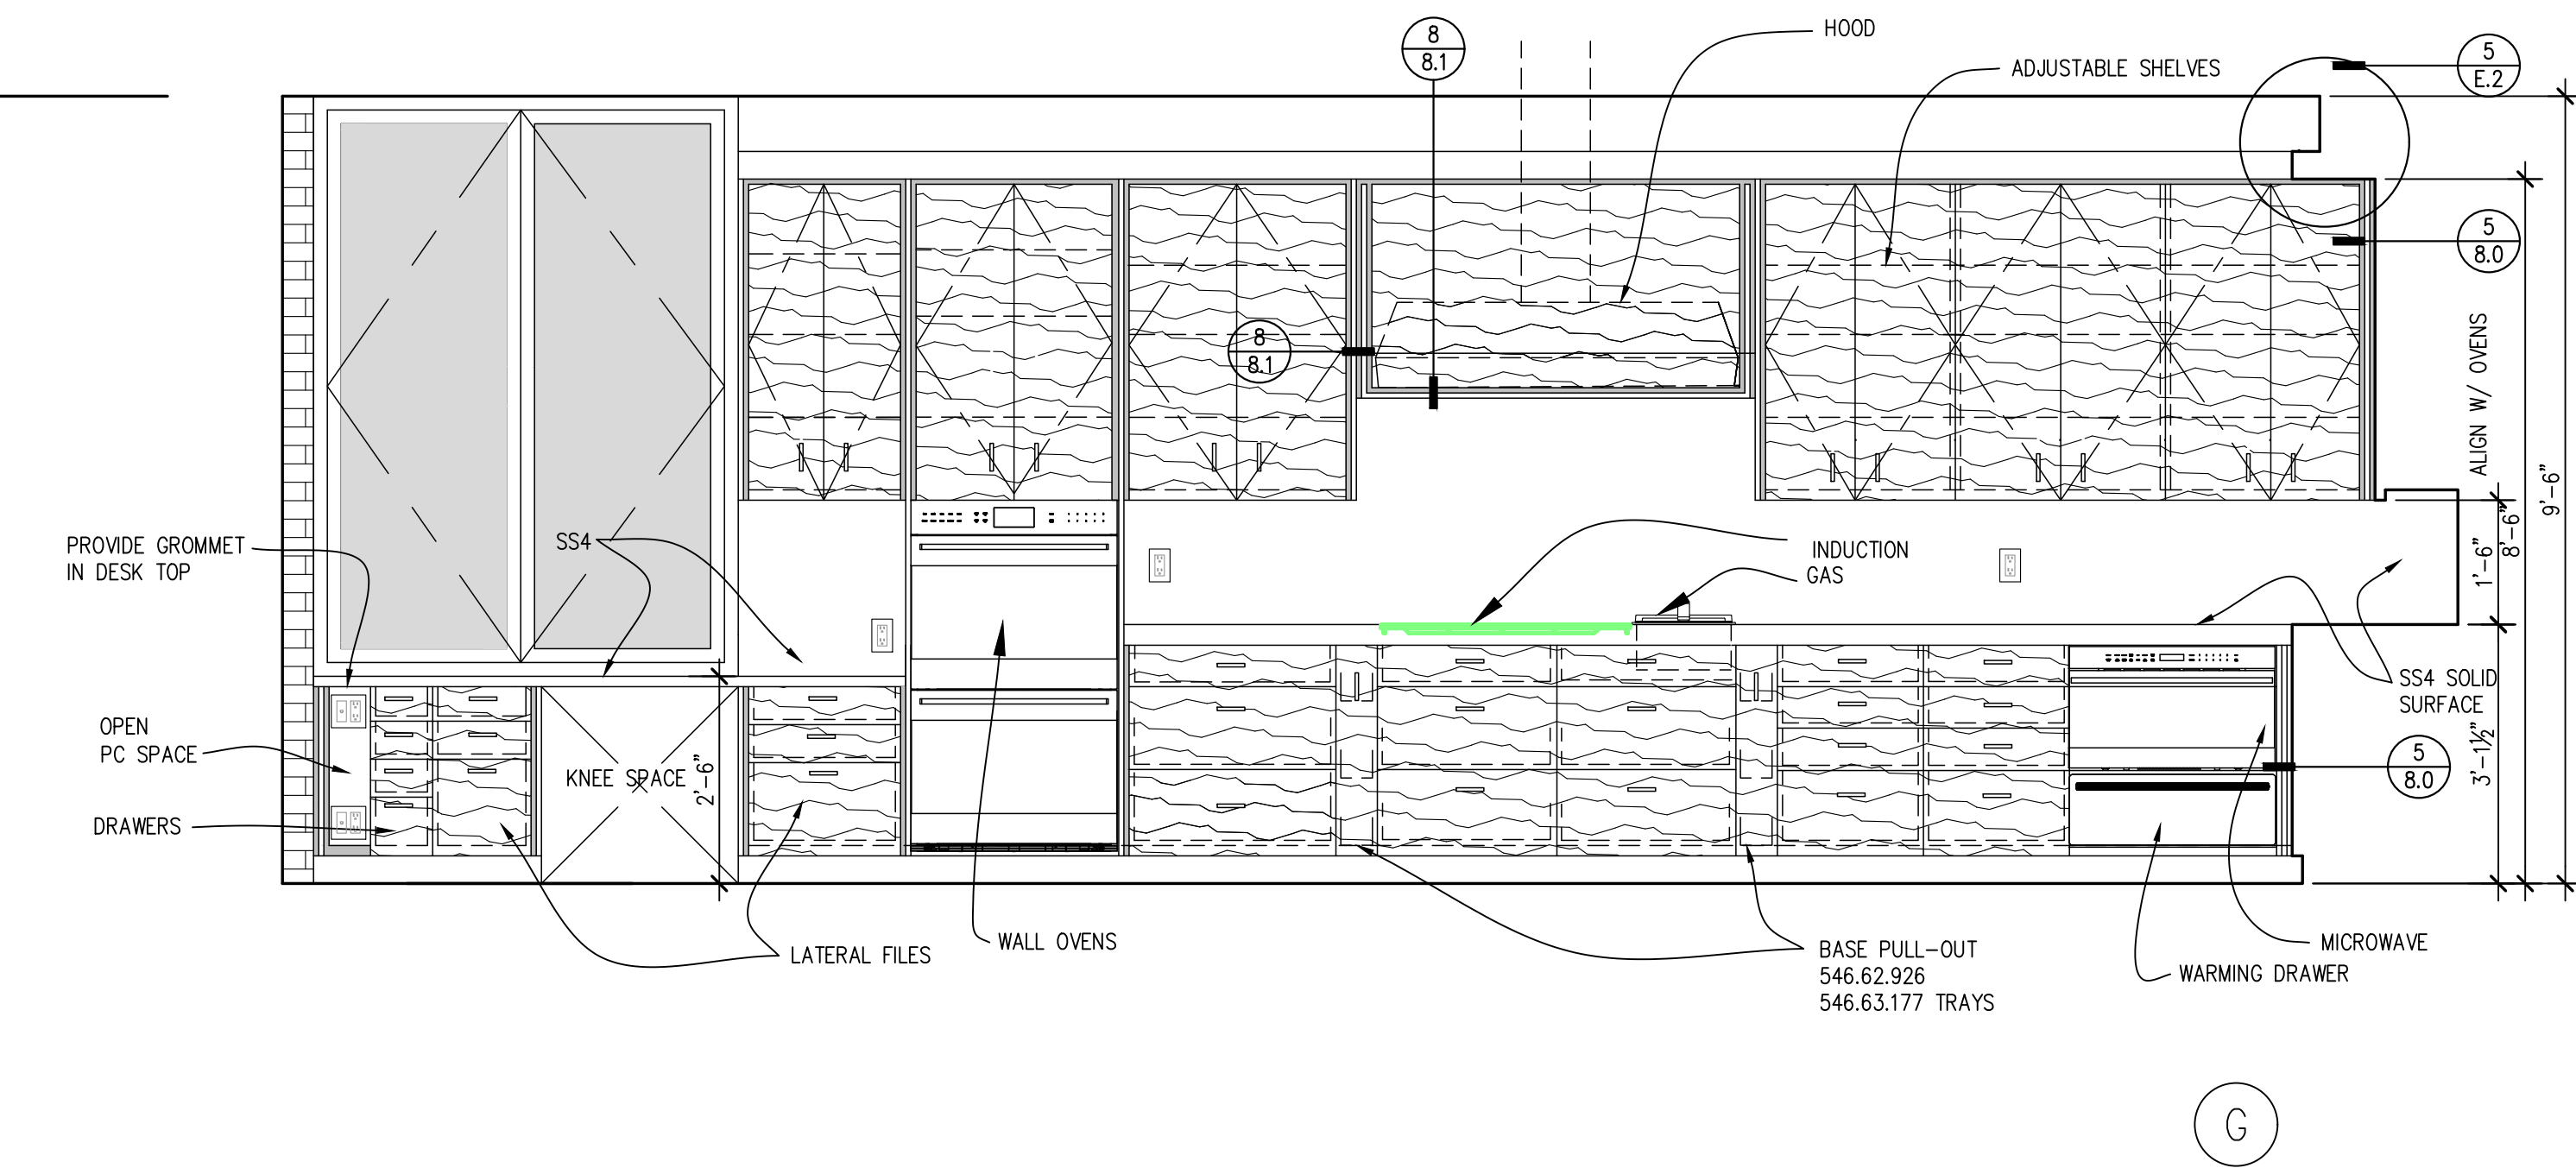 8
8.1
HOOD
ADJUSTABLE SHELVES
5
E.2
5
8.0
8
8.1
ALIGN W/ OVENS
9'-6"
8'-6"
1'-6"
PROVIDE GROMMET
IN DESK TOP
SS4
INDUCTION
GAS
SS4 SOLID
SURFACE
OPEN
PC SPACE
KNEE SPACE
2'-6"
3'-1½"
5
8.0
DRAWERS
LATERAL FILES
WALL OVENS
BASE PULL-OUT
546.62.926
546.63.177 TRAYS
MICROWAVE
WARMING DRAWER
G